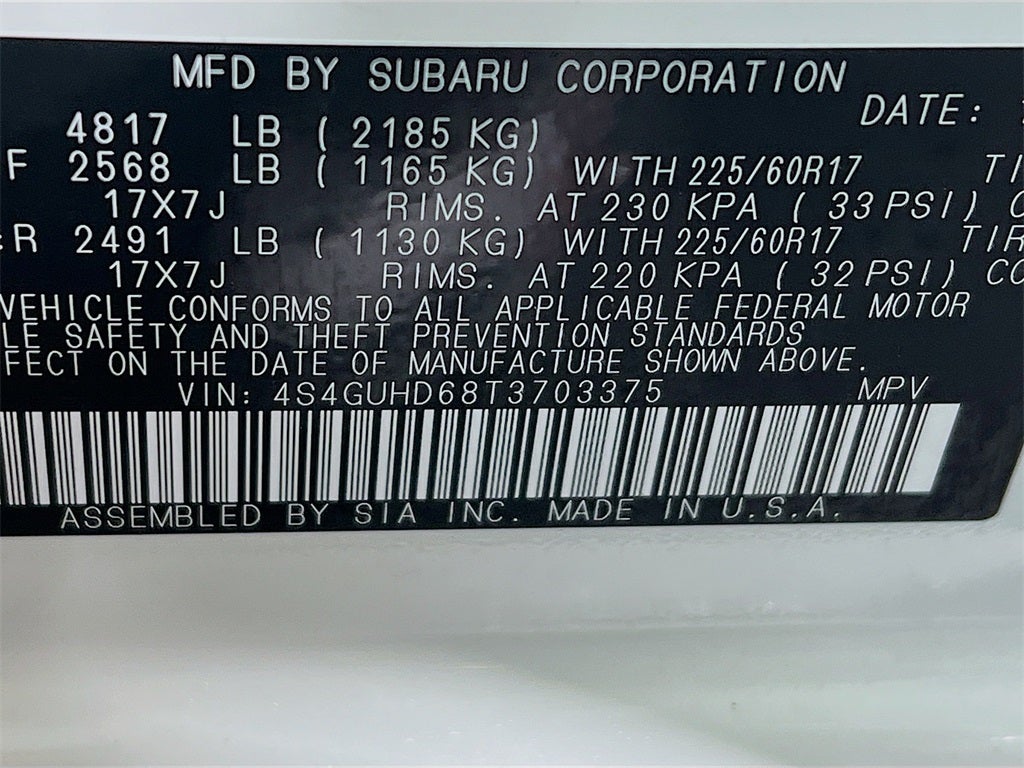 MFD BY SUBARU CORPORATION
DATE:
4817 LB ( 2185 KG)
F 2568 LB ( 1165 KG) WITH 225/60R17
17X7J RIMS. AT 230 KPA ( 33 PSI)
R 2491 LB ( 1130 KG) WITH 225/60R17 TIR
17X7J RIMS. AT 220 KPA ( 32 PSI) CO
VEHICLE CONFORMS TO ALL APPLICABLE FEDERAL MOTOR
LE SAFETY AND THEFT PREVENTION STANDARDS
FFECT ON THE DATE OF MANUFACTURE SHOWN ABOVE.
VIN: 4S4GUHD68T3703375 MPV
ASSEMBLED BY SIA INC. MADE IN U.S.A.